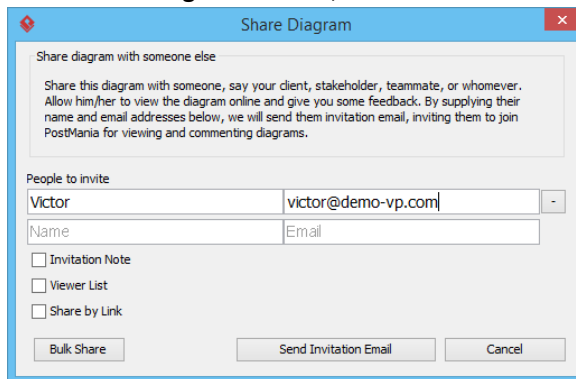 Share Diagram
Share diagram with someone else
Share this diagram with someone, say your client, stakeholder, teammate, or whomever.
Allow him/her to view the diagram online and give you some feedback. By supplying their
name and email addresses below, we will send them invitation email, inviting them to join
PostMania for viewing and commenting diagrams.
People to invite
Victor victor@demo-vp.com -
Name Email
Invitation Note
Viewer List
Share by Link
Bulk Share Send Invitation Email Cancel